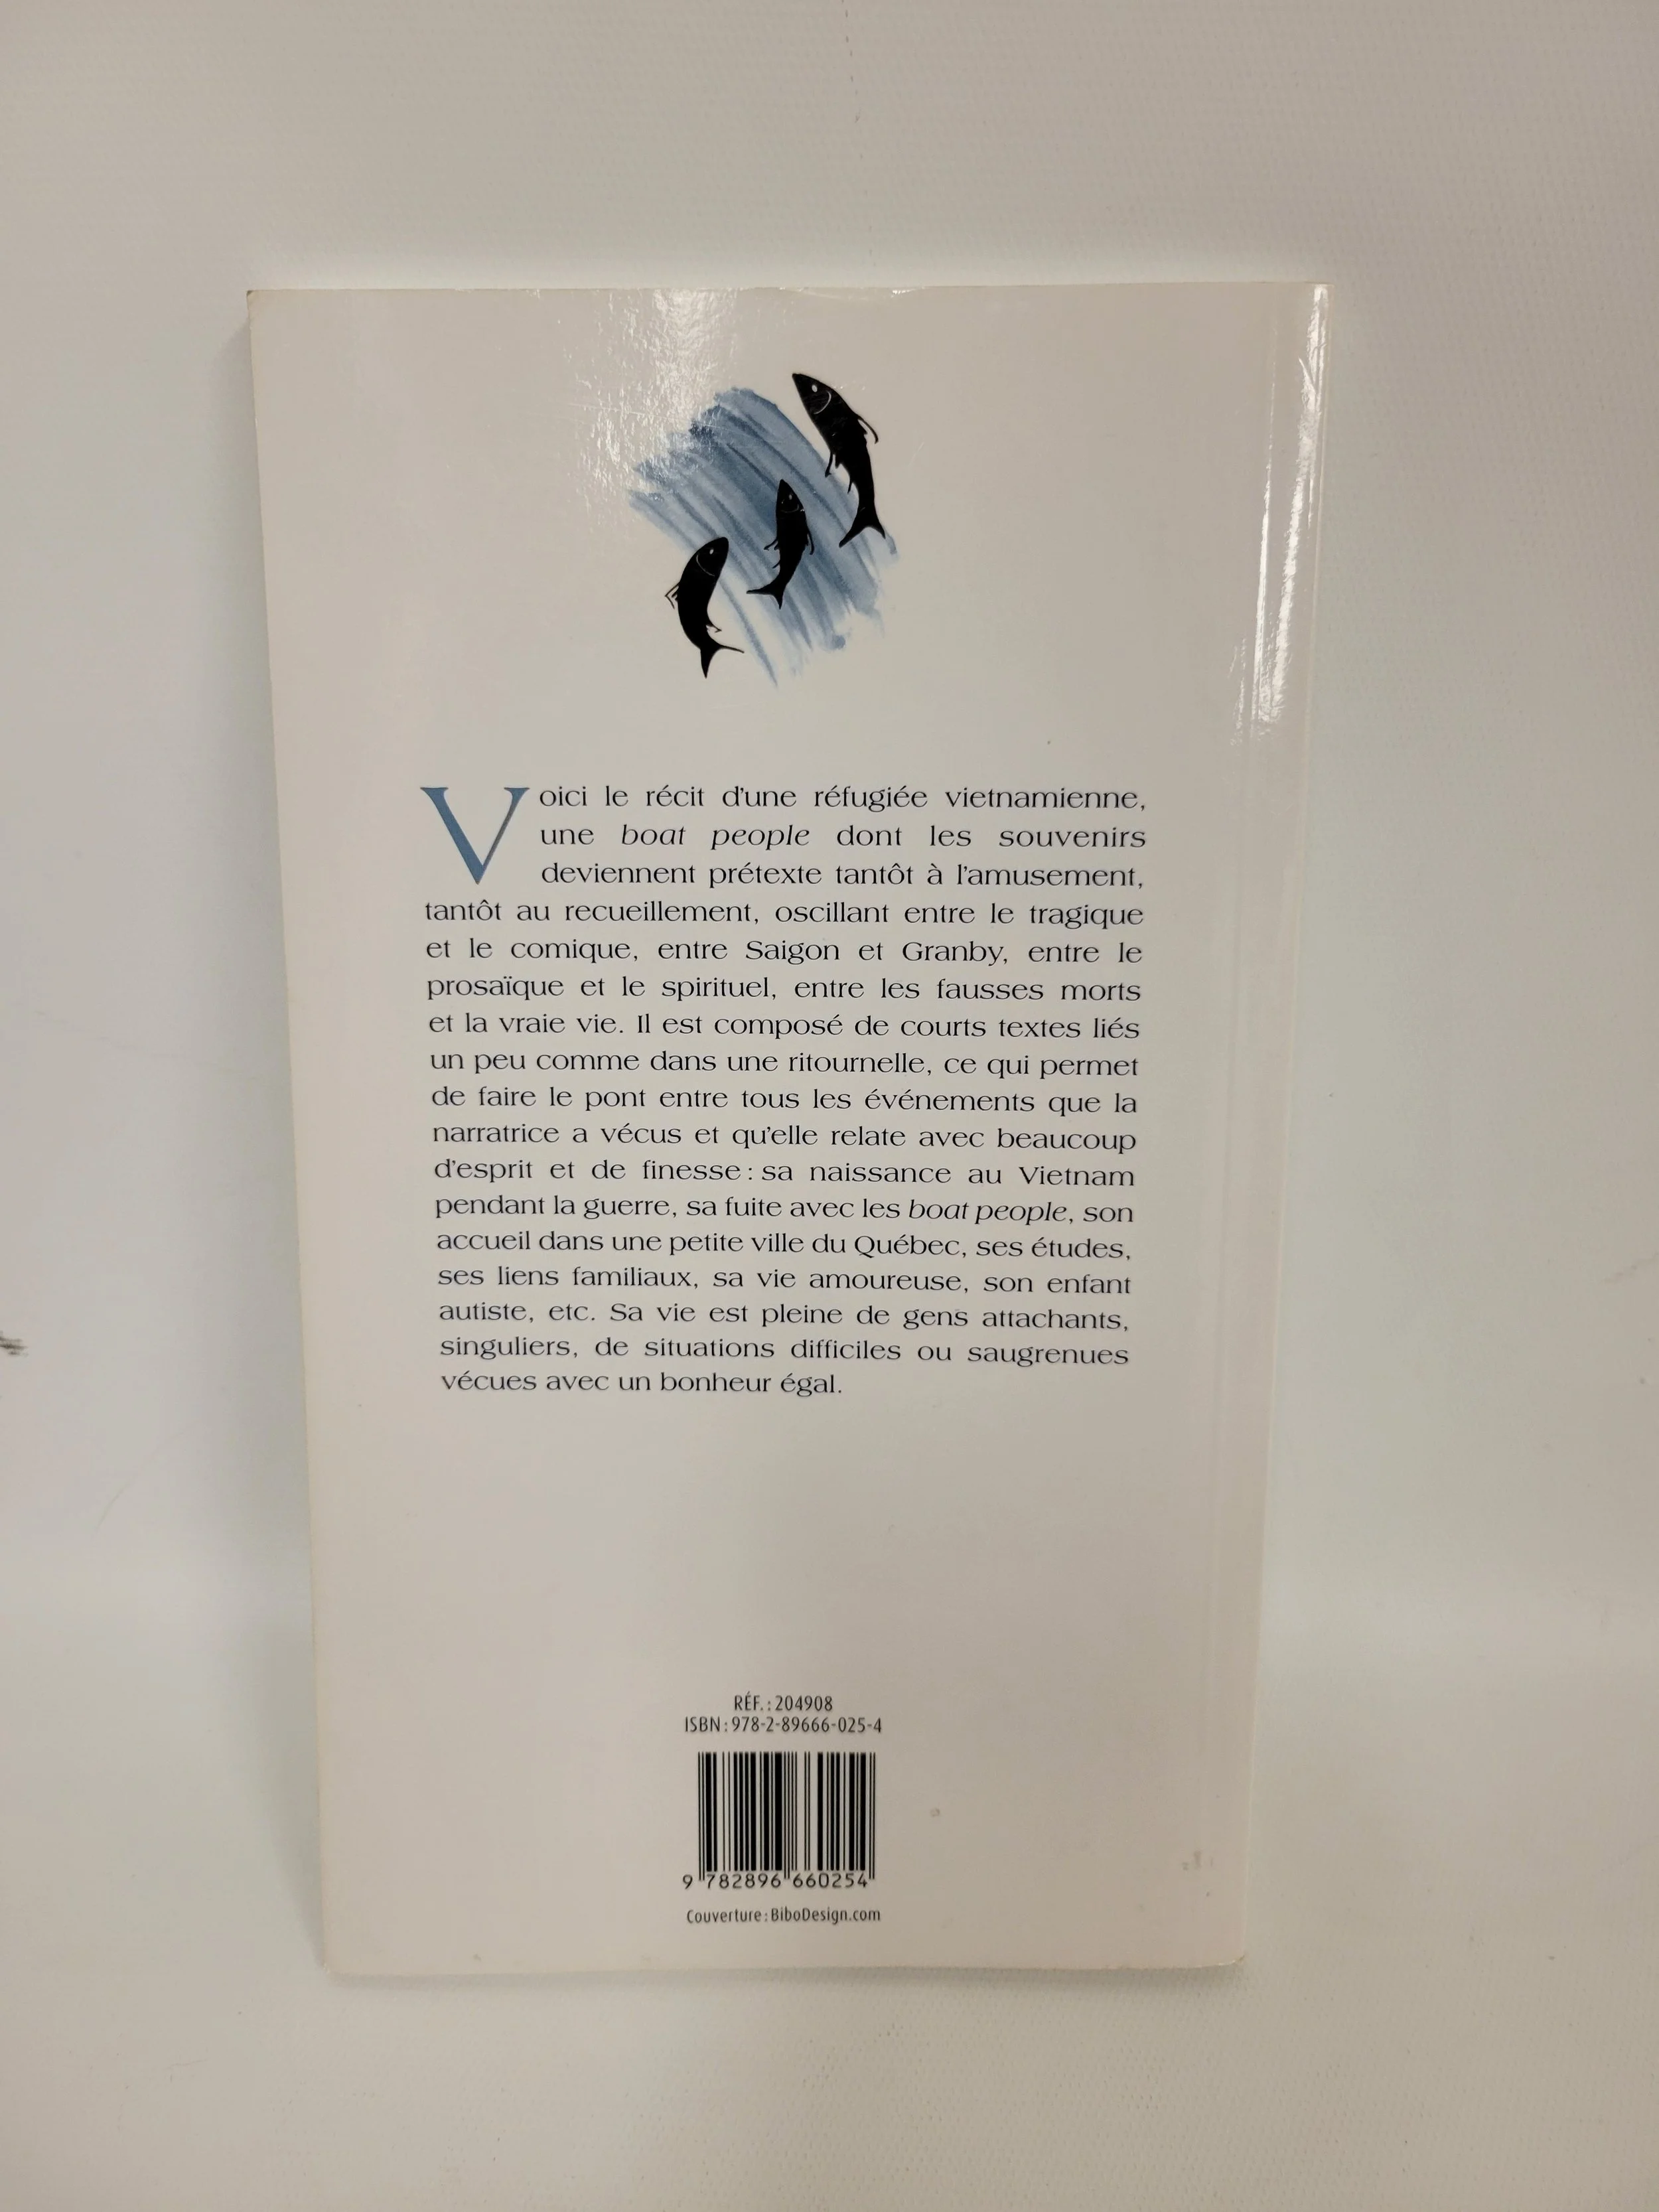 Voici le récit d'une réfugiée vietnamienne,
une boat people dont les souvenirs
deviennent prétexte tantôt à l'amusement,
tantôt au recueillement, oscillant entre le tragique
et le comique, entre Saigon et Granby, entre le
prosaïque et le spirituel, entre les fausses morts
et la vraie vie. Il est composé de courts textes liés
un peu comme dans une ritournelle, ce qui permet
de faire le pont entre tous les événements que la
narratrice a vécus et qu'elle relate avec beaucoup
d'esprit et de finesse : sa naissance au Vietnam
pendant la guerre, sa fuite avec les boat people, son
accueil dans une petite ville du Québec, ses études,
ses liens familiaux, sa vie amoureuse, son enfant
autiste, etc. Sa vie est pleine de gens attachants,
singuliers, de situations difficiles ou saugrenues
vécues avec un bonheur égal.
RÉF. : 204908
ISBN : 978-2-89666-025-4
9 782896 660254
Couverture : BiboDesign.com